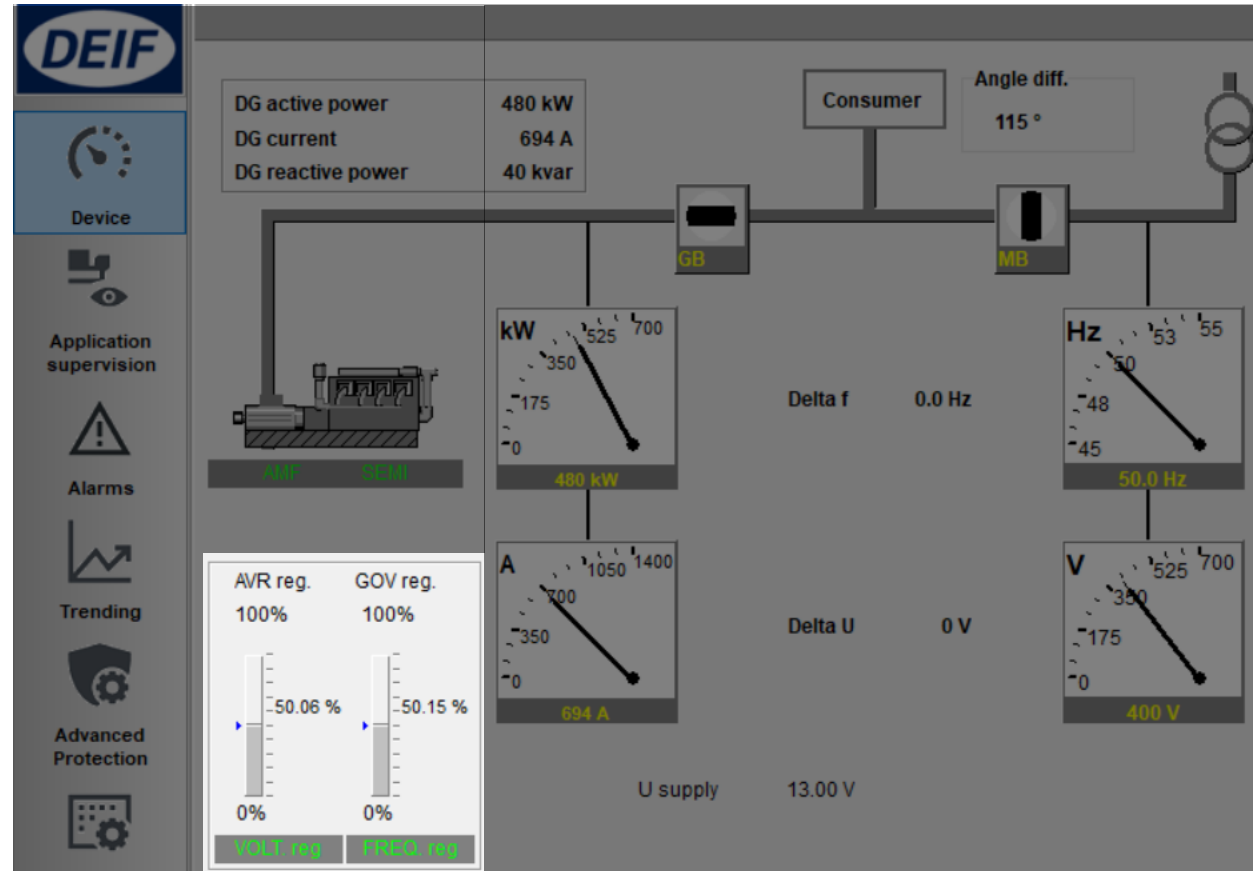 DEIF
Device
Application
supervision
Alarms
Trending
Advanced
Protection
DG active power 480 kW
DG current 694 A
DG reactive power 40 kvar
Consumer
Angle diff.
115 °
GB
MB
AMF SEMI
kW
0
175
350
525
700
480 kW
Delta f 0.0 Hz
Hz
45
48
50
53
55
50.0 Hz
A
0
350
700
1050
1400
694 A
Delta U 0 V
V
0
175
350
525
700
400 V
U supply 13.00 V
AVR reg. GOV reg.
100% 100%
50.06 % 50.15 %
0% 0%
VOLT. reg FREQ. reg